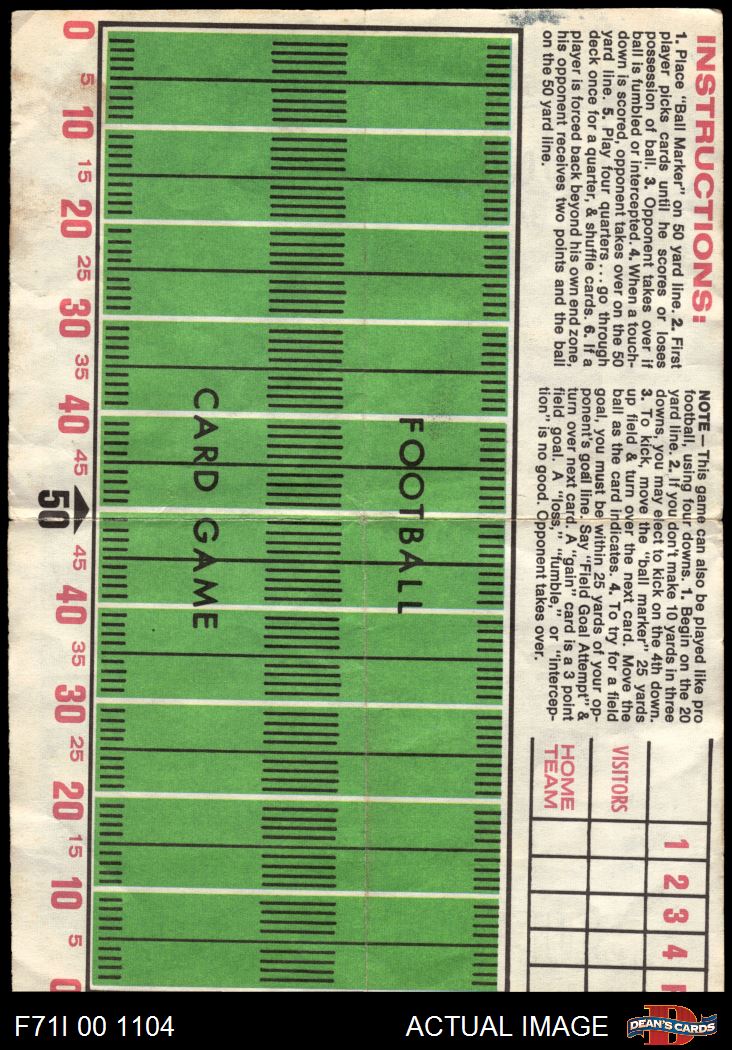 INSTRUCTIONS:
1. Place "Ball Marker" on 50 yard line. 2. First
player picks cards until he scores or loses
possession of ball. 3. Opponent takes over if
ball is fumbled or intercepted. 4. When a touch-
down is scored, opponent takes over on the 50
yard line. 5. Play four quarters . . . go through
deck once for a quarter, & shuffle cards. 6. If a
player is forced back beyond his own end zone,
his opponent receives two points and the ball
on the 50 yard line.
NOTE — This game can also be played like pro
football, using four downs. 1. Begin on the 20
yard line. 2. If you don't make 10 yards in three
downs, you may elect to kick on the 4th down.
3. To kick, move the "ball marker" 25 yards
up field & turn over the next card. Move the
ball as the card indicates. 4. To try for a field
goal, you must be within 25 yards of your op-
ponent's goal line. Say "Field Goal Attempt" &
turn over next card. A "gain" card is a 3 point
field goal. A "loss," "fumble," or "intercep-
tion" is no good. Opponent takes over.
1 2 3 4
VISITORS
HOME
TEAM
FOOTBALL
CARD GAME
0 5 10 15 20 25 30 35 40 45 50 45 40 35 30 25 20 15 10 5 0
F71I 00 1104
ACTUAL IMAGE
D
DEAN'S CARDS